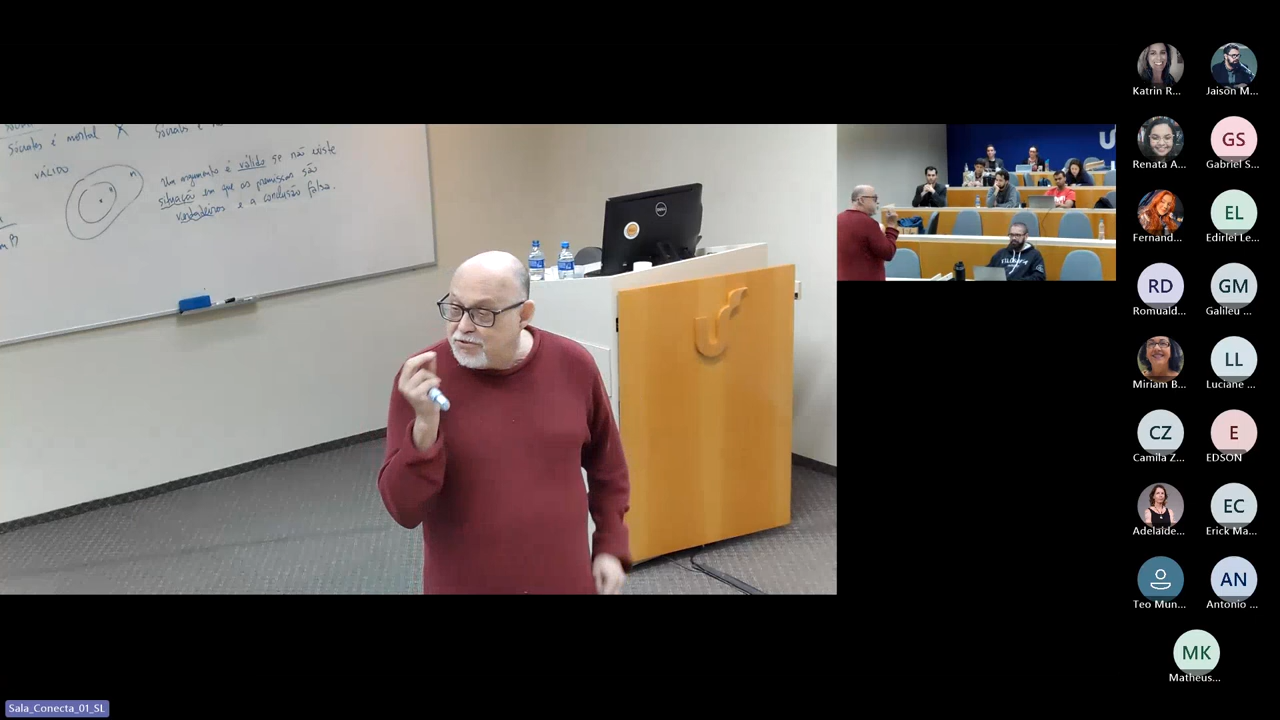 Sócrates é mortal
VÁLIDO
Um argumento é válido se não existe
situação em que as premissas são
verdadeiras e a conclusão falsa.
DELL
Katrin R...
Jaison M...
Renata A...
GS
Gabriel S...
Fernand...
EL
Edirlei Le...
RD
Romuald...
GM
Galileu ...
Miriam B...
LL
Luciane ...
CZ
Camila Z...
E
EDSON
Adelaide...
EC
Erick Ma...
Teo Mun...
AN
Antonio ...
MK
Matheus...
Sala_Conecta_01_SL